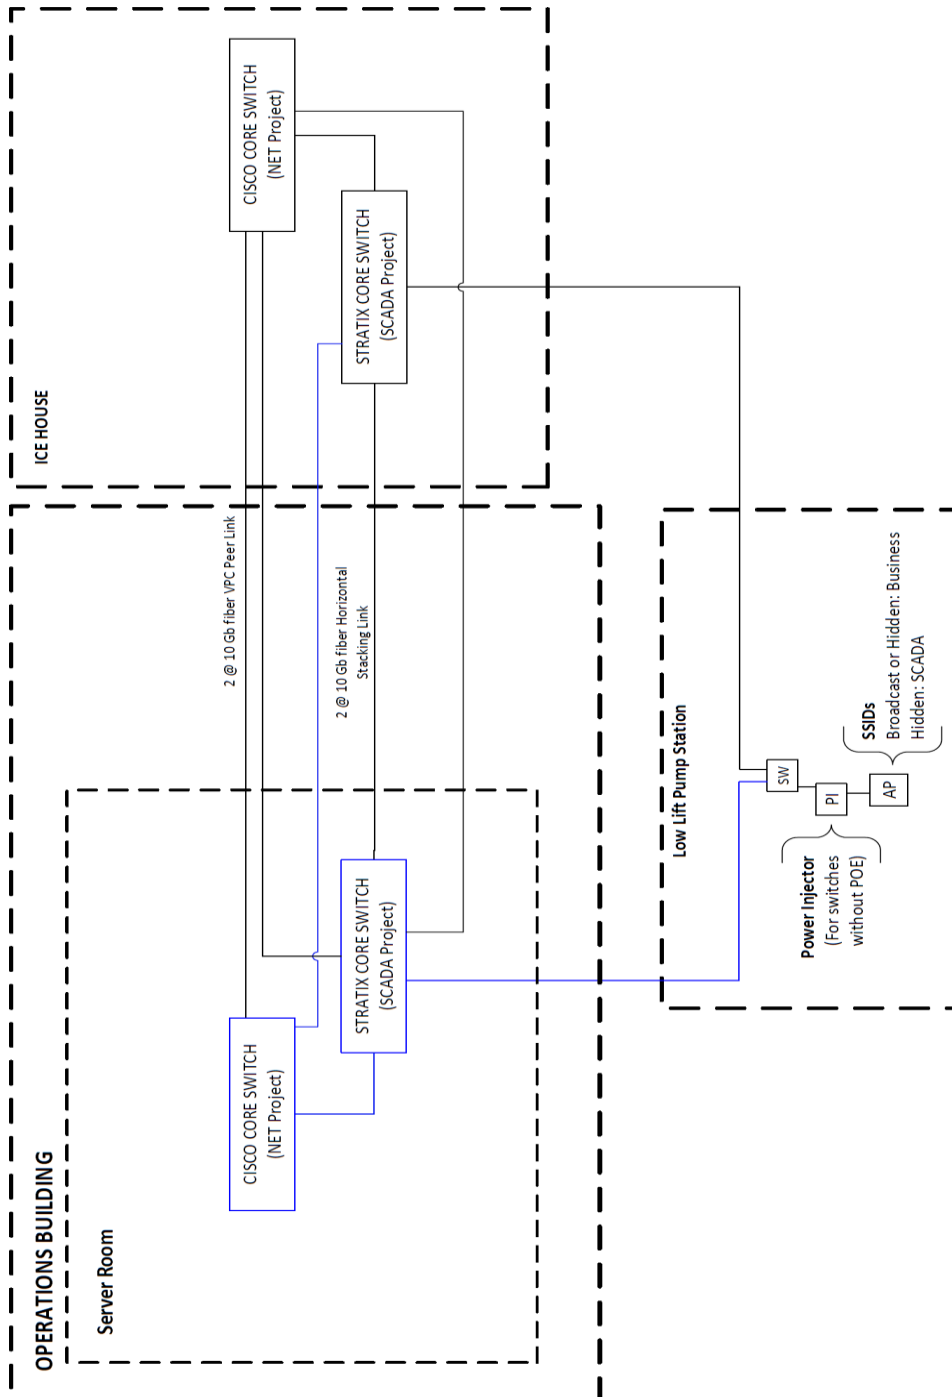 OPERATIONS BUILDING
Server Room
CISCO CORE SWITCH
(NET Project)
STRATIX CORE SWITCH
(SCADA Project)
2 @ 10 Gb fiber VPC Peer Link
2 @ 10 Gb fiber Horizontal
Stacking Link
ICE HOUSE
CISCO CORE SWITCH
(NET Project)
STRATIX CORE SWITCH
(SCADA Project)
Low Lift Pump Station
SW
PI
AP
Power Injector
(For switches
without POE)
SSIDs
Broadcast or Hidden: Business
Hidden: SCADA